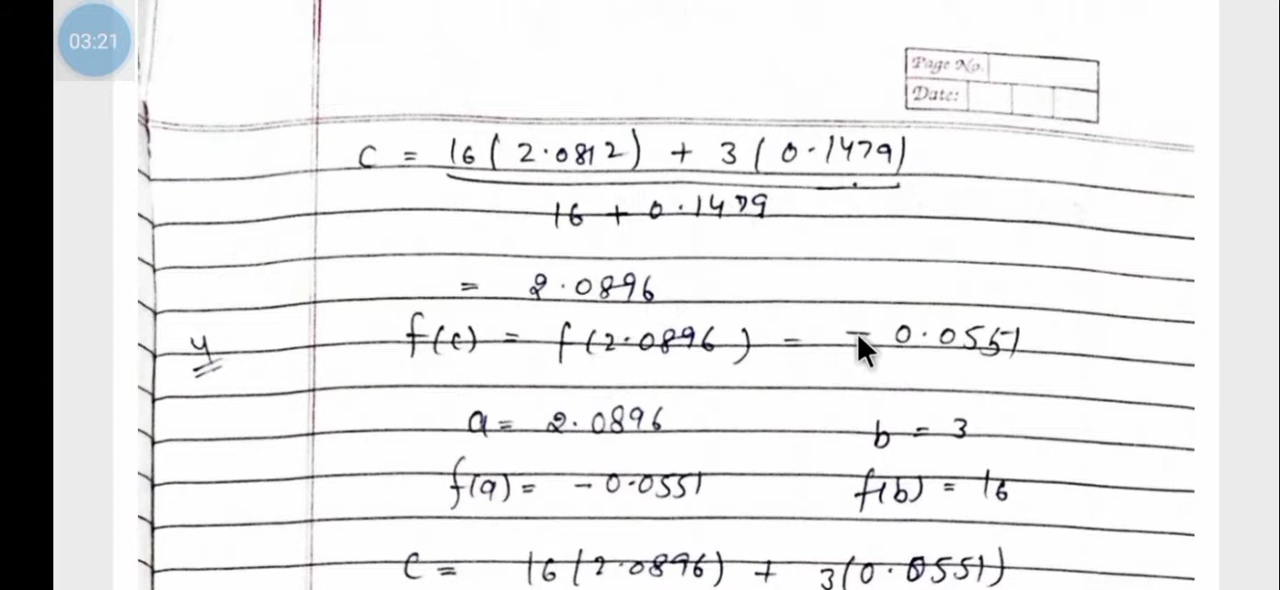 03:21
Page No.
Date:
c = 16(2.0812) + 3(0.1479)
16 + 0.1479
= 2.0896
4 f(c) = f(2.0896) = - 0.0551
a = 2.0896 b = 3
f(a) = - 0.0551 f(b) = 16
c = 16(2.0896) + 3(0.0551)